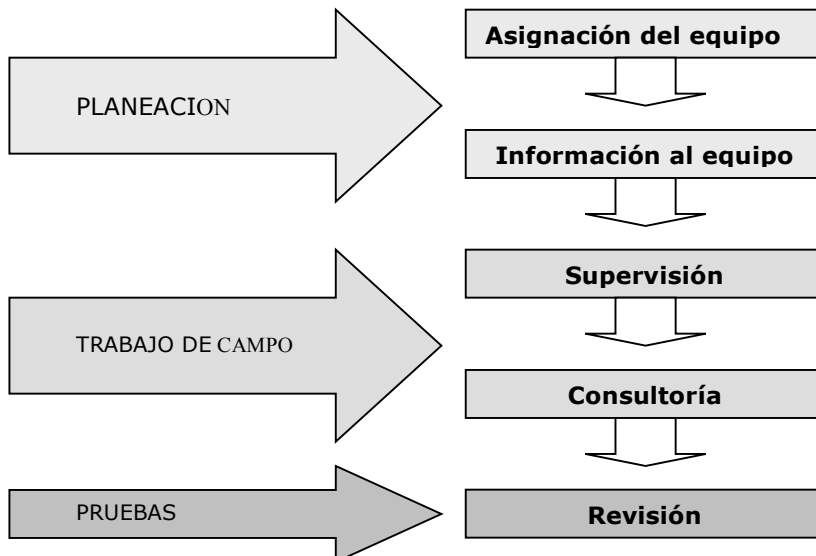 Asignación del equipo
PLANEACION
Información al equipo
Supervisión
TRABAJO DE CAMPO
Consultoría
PRUEBAS
Revisión